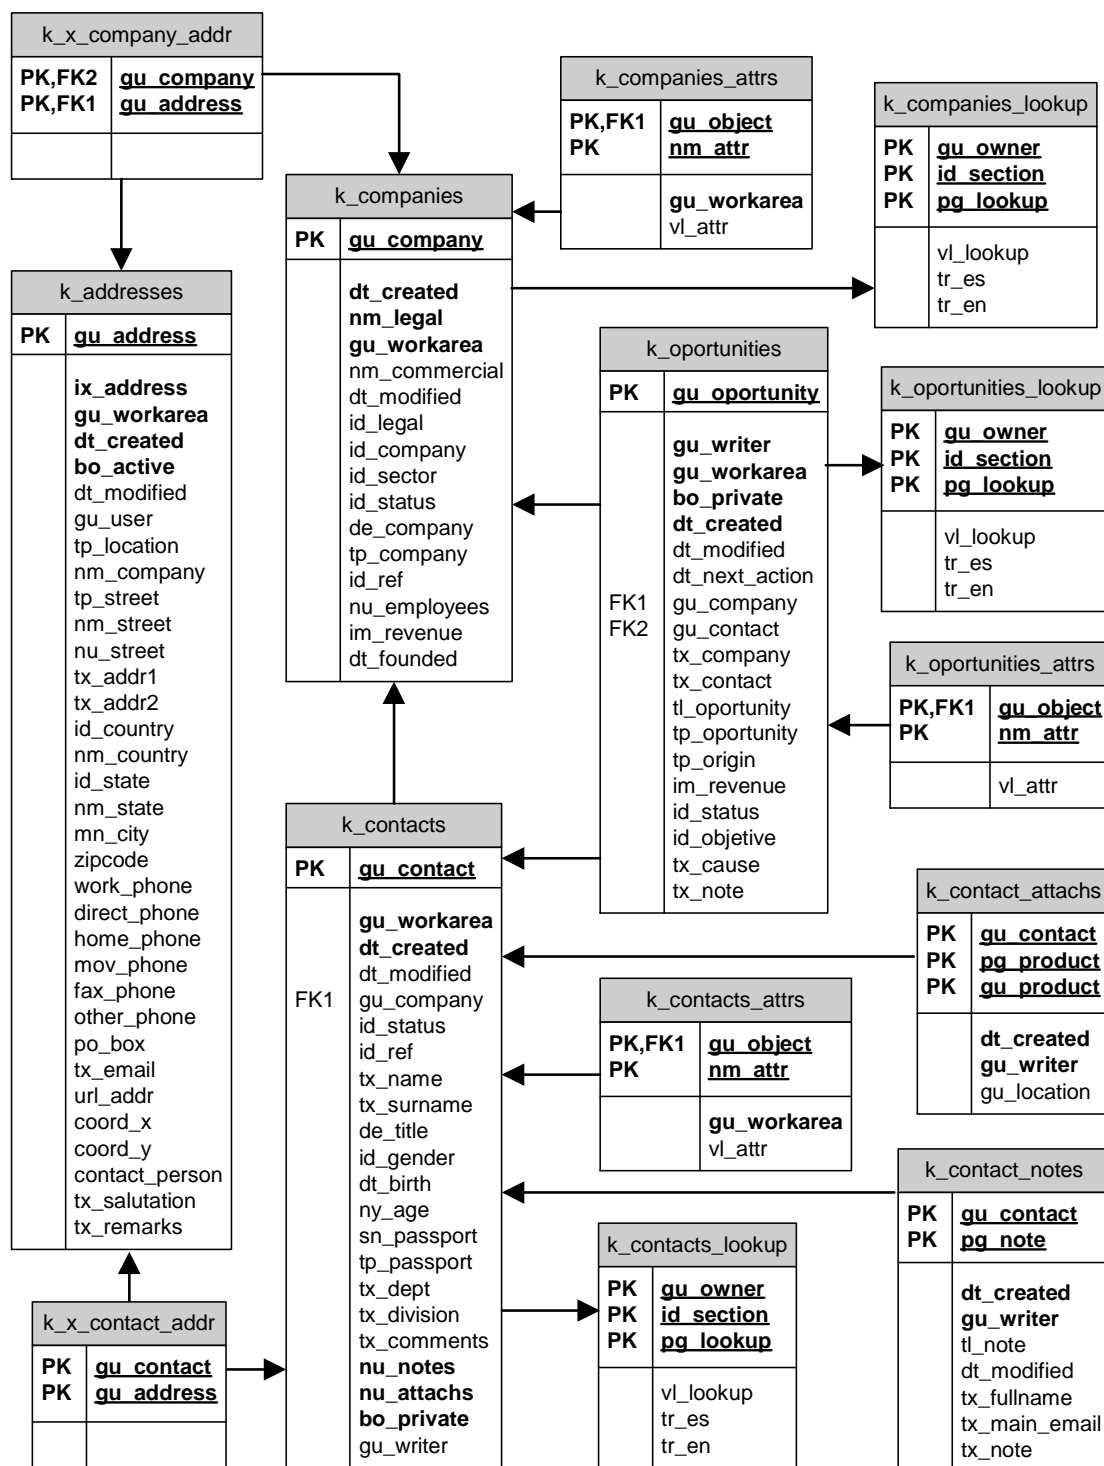 k_x_company_addr
PK,FK2 gu_company
PK,FK1 gu_address
k_companies_attrs
PK,FK1 gu_object
PK nm_attr
gu_workarea
vl_attr
k_companies_lookup
PK gu_owner
PK id_section
PK pg_lookup
vl_lookup
tr_es
tr_en
k_companies
PK gu_company
dt_created
nm_legal
gu_workarea
nm_commercial
dt_modified
id_legal
id_company
id_sector
id_status
de_company
tp_company
id_ref
nu_employees
im_revenue
dt_founded
k_addresses
PK gu_address
ix_address
gu_workarea
dt_created
bo_active
dt_modified
gu_user
tp_location
nm_company
tp_street
nm_street
nu_street
tx_addr1
tx_addr2
id_country
nm_country
id_state
nm_state
mn_city
zipcode
work_phone
direct_phone
home_phone
mov_phone
fax_phone
other_phone
po_box
tx_email
url_addr
coord_x
coord_y
contact_person
tx_salutation
tx_remarks
k_oportunities
PK gu_oportunity
gu_writer
gu_workarea
bo_private
dt_created
dt_modified
dt_next_action
FK1 gu_company
FK2 gu_contact
tx_company
tx_contact
tl_oportunity
tp_oportunity
tp_origin
im_revenue
id_status
id_objetive
tx_cause
tx_note
k_oportunities_lookup
PK gu_owner
PK id_section
PK pg_lookup
vl_lookup
tr_es
tr_en
k_oportunities_attrs
PK,FK1 gu_object
PK nm_attr
vl_attr
k_contacts
PK gu_contact
gu_workarea
dt_created
dt_modified
FK1 gu_company
id_status
id_ref
tx_name
tx_surname
de_title
id_gender
dt_birth
ny_age
sn_passport
tp_passport
tx_dept
tx_division
tx_comments
nu_notes
nu_attachs
bo_private
gu_writer
k_contact_attachs
PK gu_contact
PK pg_product
PK gu_product
dt_created
gu_writer
gu_location
k_contacts_attrs
PK,FK1 gu_object
PK nm_attr
gu_workarea
vl_attr
k_contact_notes
PK gu_contact
PK pg_note
dt_created
gu_writer
tl_note
dt_modified
tx_fullname
tx_main_email
tx_note
k_contacts_lookup
PK gu_owner
PK id_section
PK pg_lookup
vl_lookup
tr_es
tr_en
k_x_contact_addr
PK gu_contact
PK gu_address